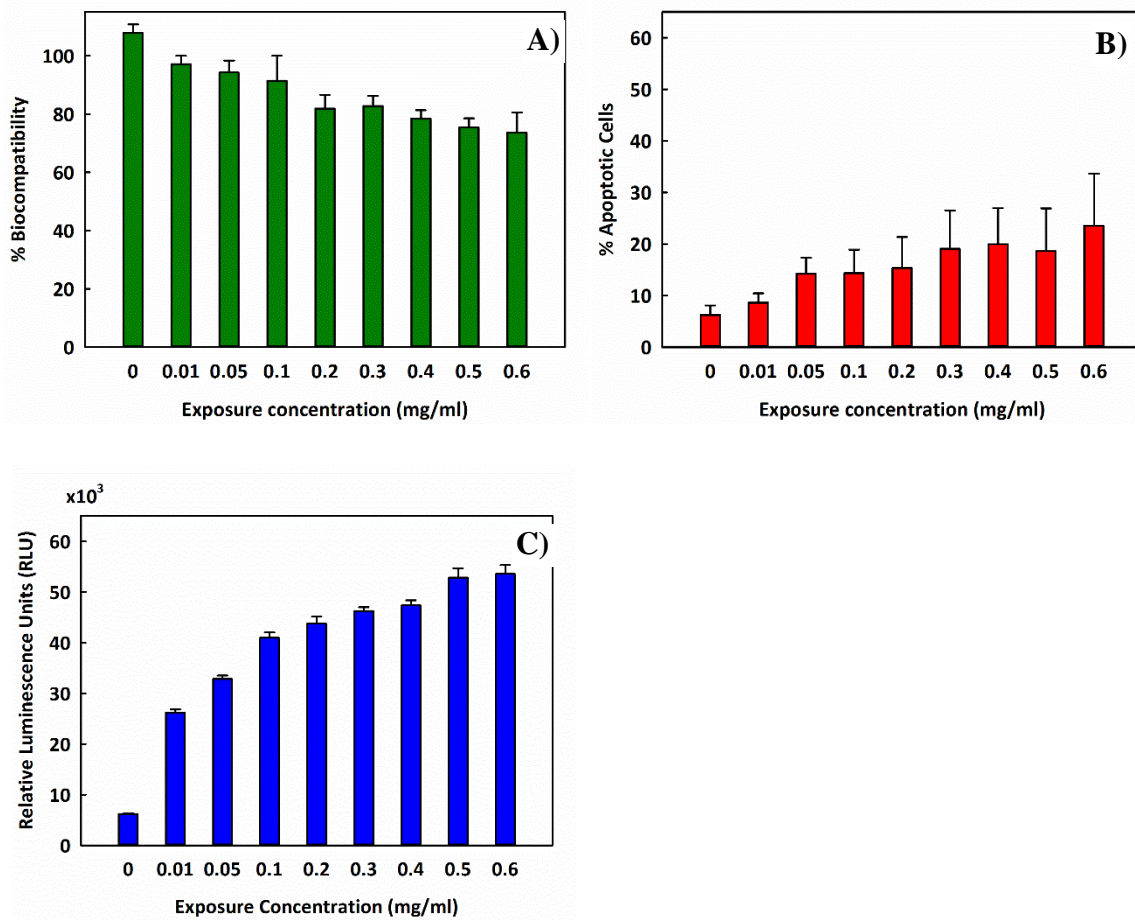 A)
100
80
60
40
20
0
% Biocompatibility
0 0.01 0.05 0.1 0.2 0.3 0.4 0.5 0.6
Exposure concentration (mg/ml)
B)
60
50
40
30
20
10
0
% Apoptotic Cells
0 0.01 0.05 0.1 0.2 0.3 0.4 0.5 0.6
Exposure concentration (mg/ml)
x10³
C)
60
50
40
30
20
10
0
Relative Luminescence Units (RLU)
0 0.01 0.05 0.1 0.2 0.3 0.4 0.5 0.6
Exposure Concentration (mg/ml)